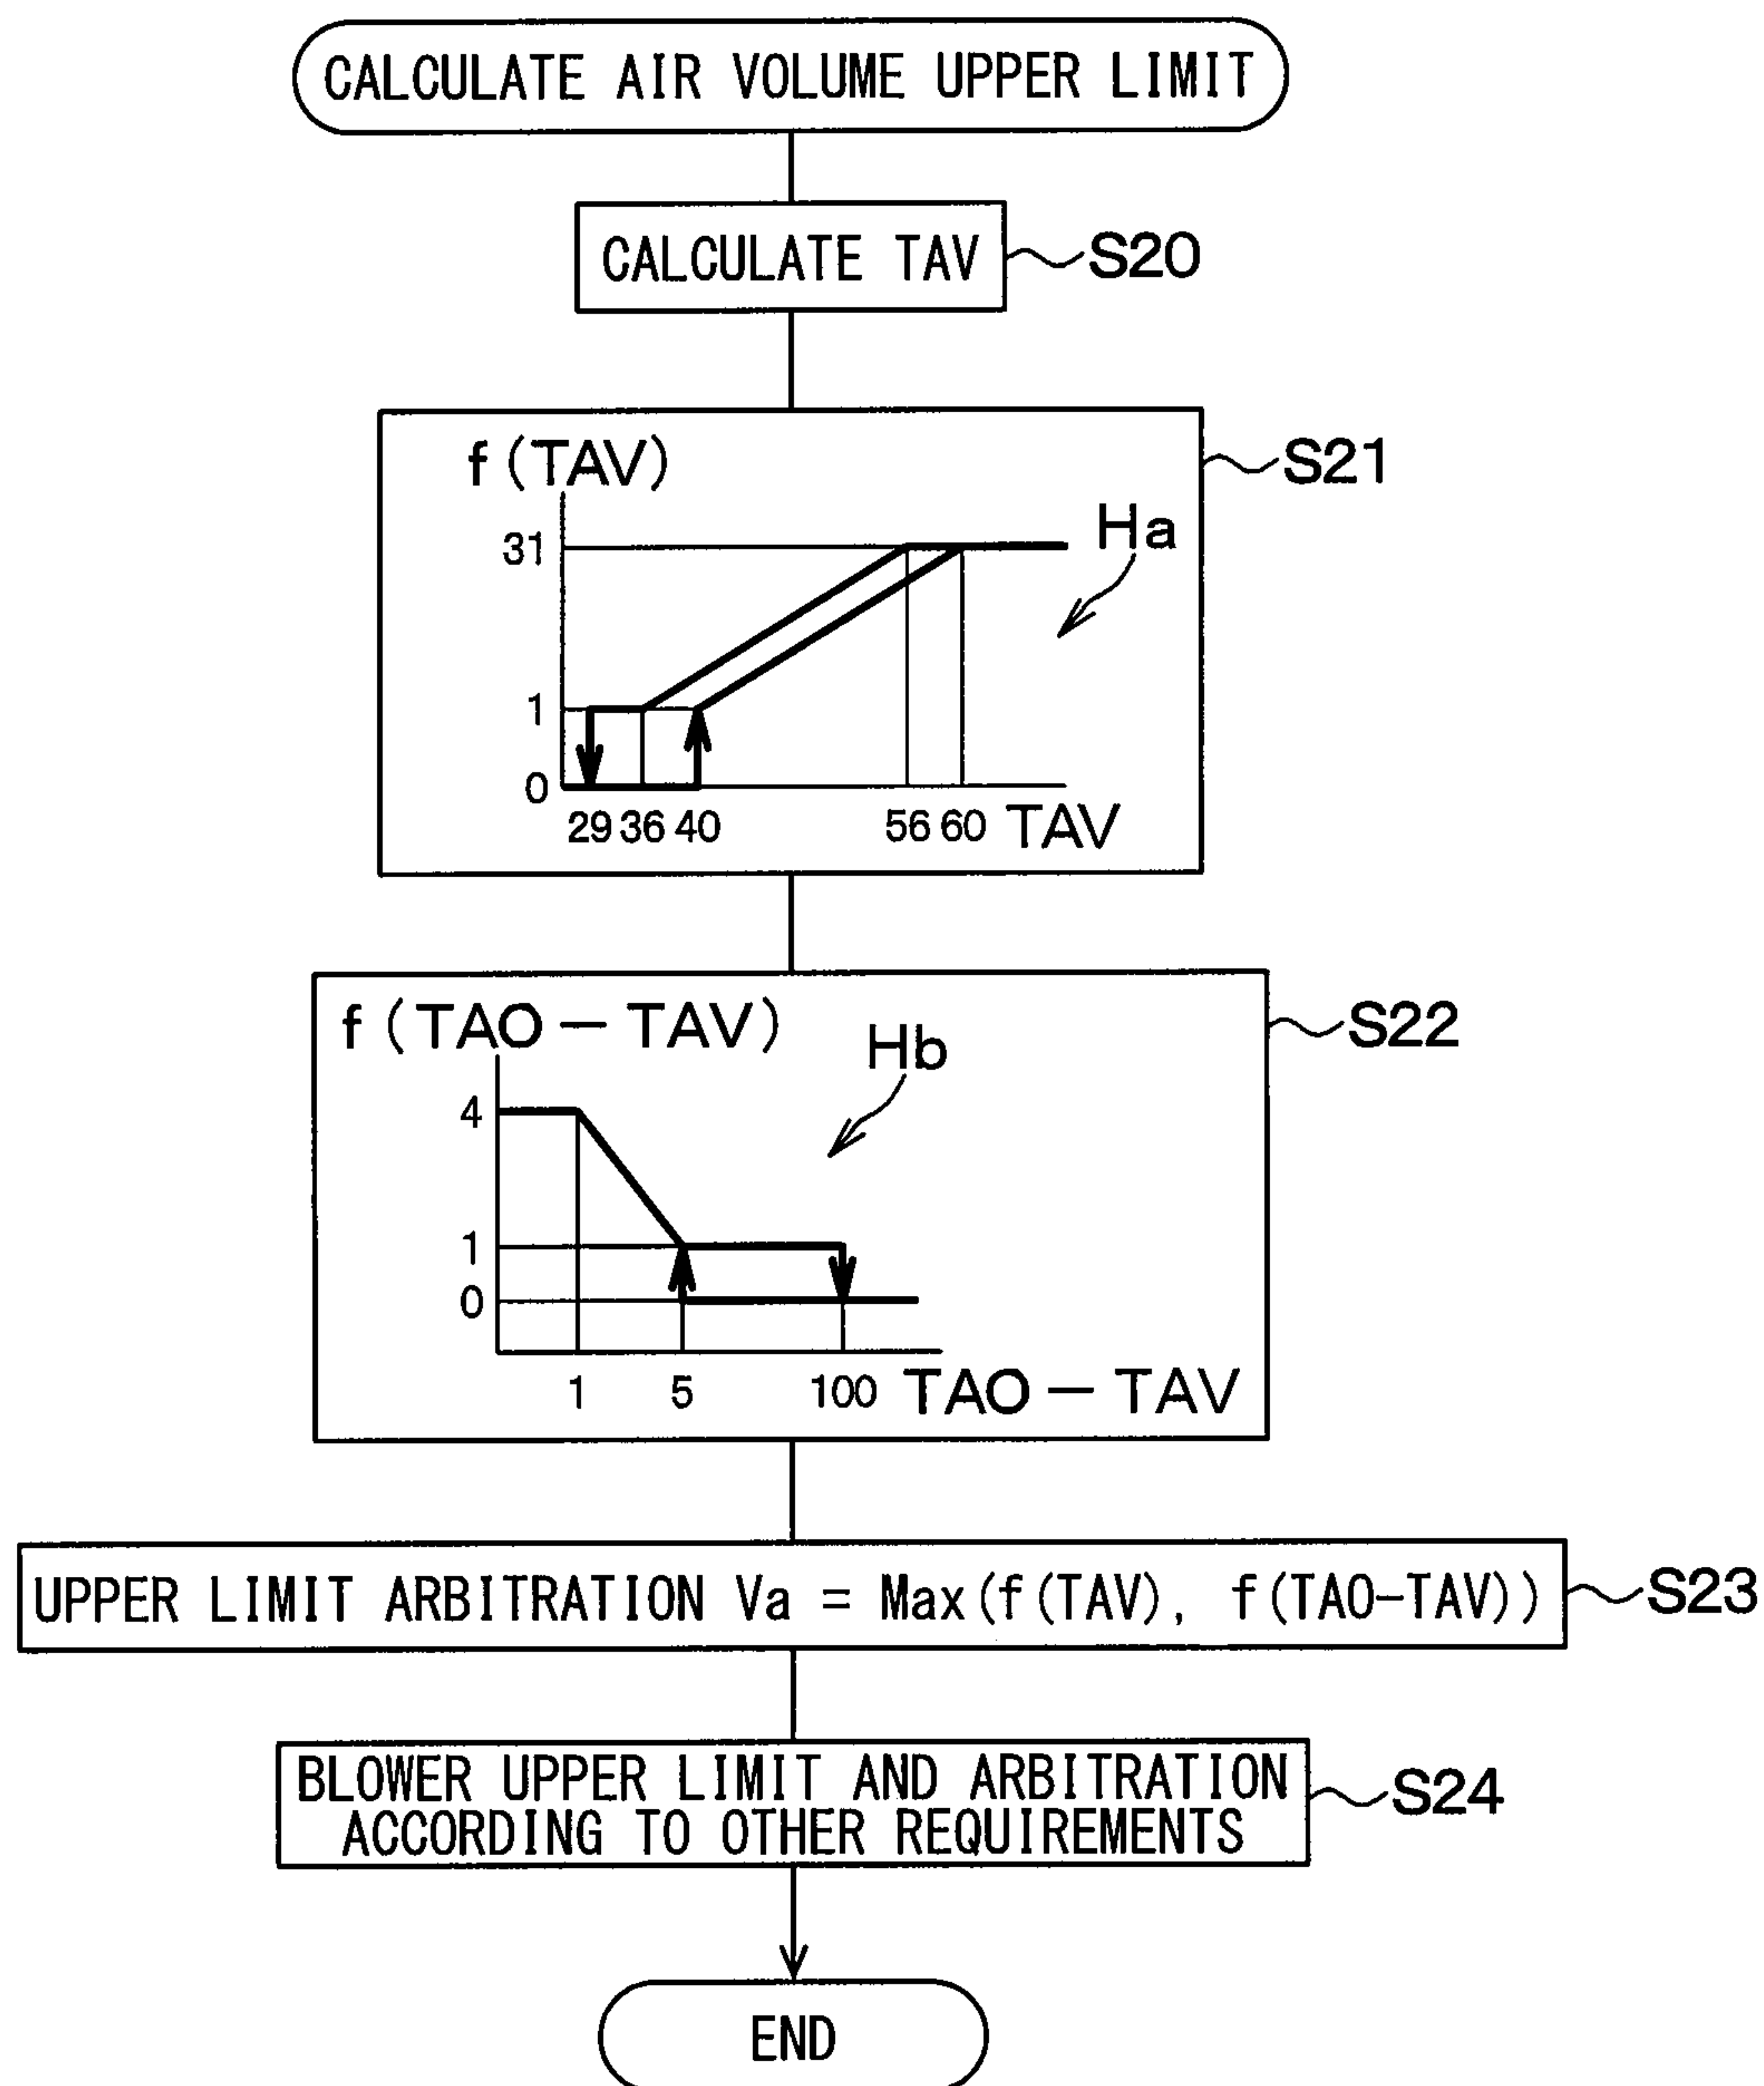 CALCULATE AIR VOLUME UPPER LIMIT
CALCULATE TAV
S20
f (TAV)
S21
Ha
31
1
0
29 36 40 56 60 TAV
f (TAO − TAV)
S22
Hb
4
1
0
1 5 100 TAO − TAV
UPPER LIMIT ARBITRATION Va = Max(f(TAV), f(TAO-TAV))
S23
BLOWER UPPER LIMIT AND ARBITRATION
ACCORDING TO OTHER REQUIREMENTS
S24
END